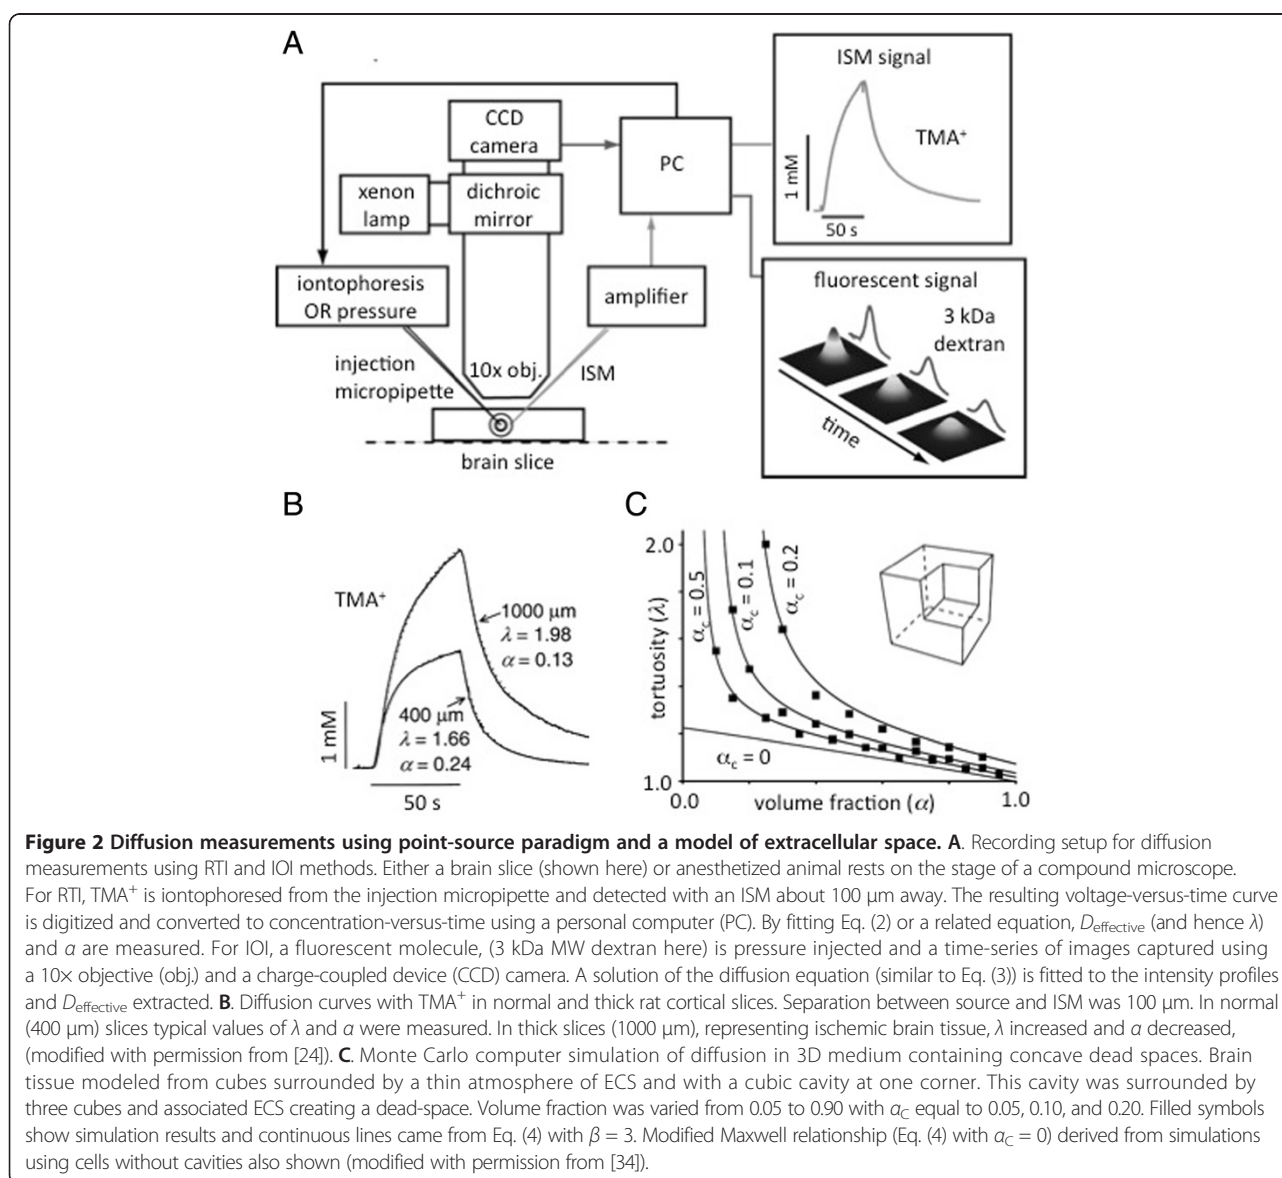 A
ISM signal
TMA⁺
1 mM
50 s
CCD
camera
PC
xenon
lamp
dichroic
mirror
iontophoresis
OR pressure
amplifier
injection
micropipette
10x obj.
ISM
brain slice
fluorescent signal
3 kDa
dextran
time
B
TMA⁺
1000 µm
λ = 1.98
α = 0.13
400 µm
λ = 1.66
α = 0.24
1 mM
50 s
C
2.0
tortuosity (λ)
1.0
αc = 0.5
αc = 0.1
αc = 0.2
αc = 0
0.0
volume fraction (α)
1.0
Figure 2 Diffusion measurements using point-source paradigm and a model of extracellular space. A. Recording setup for diffusion
measurements using RTI and IOI methods. Either a brain slice (shown here) or anesthetized animal rests on the stage of a compound microscope.
For RTI, TMA⁺ is iontophoresed from the injection micropipette and detected with an ISM about 100 µm away. The resulting voltage-versus-time curve
is digitized and converted to concentration-versus-time using a personal computer (PC). By fitting Eq. (2) or a related equation, Deffective (and hence λ)
and α are measured. For IOI, a fluorescent molecule, (3 kDa MW dextran here) is pressure injected and a time-series of images captured using
a 10× objective (obj.) and a charge-coupled device (CCD) camera. A solution of the diffusion equation (similar to Eq. (3)) is fitted to the intensity profiles
and Deffective extracted. B. Diffusion curves with TMA⁺ in normal and thick rat cortical slices. Separation between source and ISM was 100 µm. In normal
(400 µm) slices typical values of λ and α were measured. In thick slices (1000 µm), representing ischemic brain tissue, λ increased and α decreased,
(modified with permission from [24]). C. Monte Carlo computer simulation of diffusion in 3D medium containing concave dead spaces. Brain
tissue modeled from cubes surrounded by a thin atmosphere of ECS and with a cubic cavity at one corner. This cavity was surrounded by
three cubes and associated ECS creating a dead-space. Volume fraction was varied from 0.05 to 0.90 with αC equal to 0.05, 0.10, and 0.20. Filled symbols
show simulation results and continuous lines came from Eq. (4) with β = 3. Modified Maxwell relationship (Eq. (4) with αC = 0) derived from simulations
using cells without cavities also shown (modified with permission from [34]).